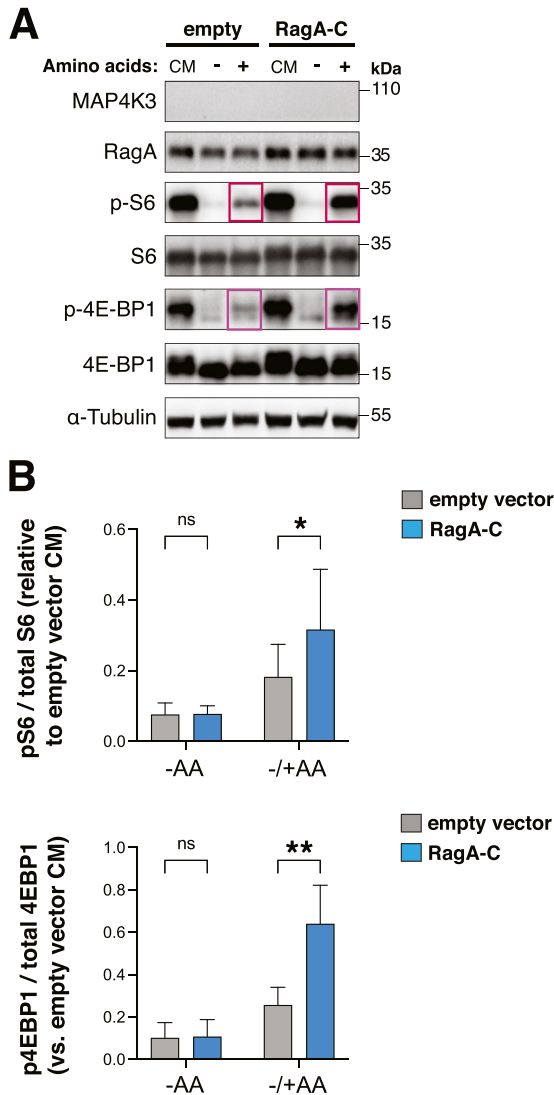 A
empty RagA-C
Amino acids: CM - + CM - + kDa
MAP4K3 110
RagA 35
p-S6 35
S6 35
p-4E-BP1 15
4E-BP1 15
α-Tubulin 55
B
empty vector
RagA-C
pS6 / total S6 (relative
to empty vector CM)
0.6
0.4
0.2
0.0
ns *
-AA -/+AA
empty vector
RagA-C
p4EBP1 / total 4EBP1
(vs. empty vector CM)
1.0
0.8
0.6
0.4
0.2
0.0
ns **
-AA -/+AA